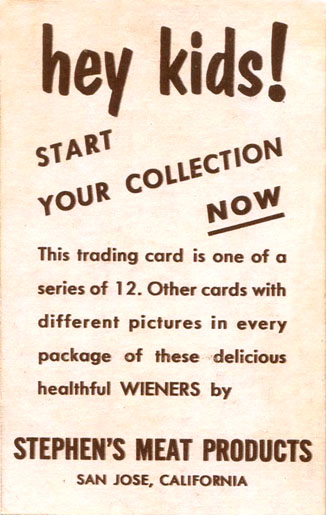 hey kids!
START
YOUR COLLECTION
NOW
This trading card is one of a
series of 12. Other cards with
different pictures in every
package of these delicious
healthful WIENERS by
STEPHEN'S MEAT PRODUCTS
SAN JOSE, CALIFORNIA